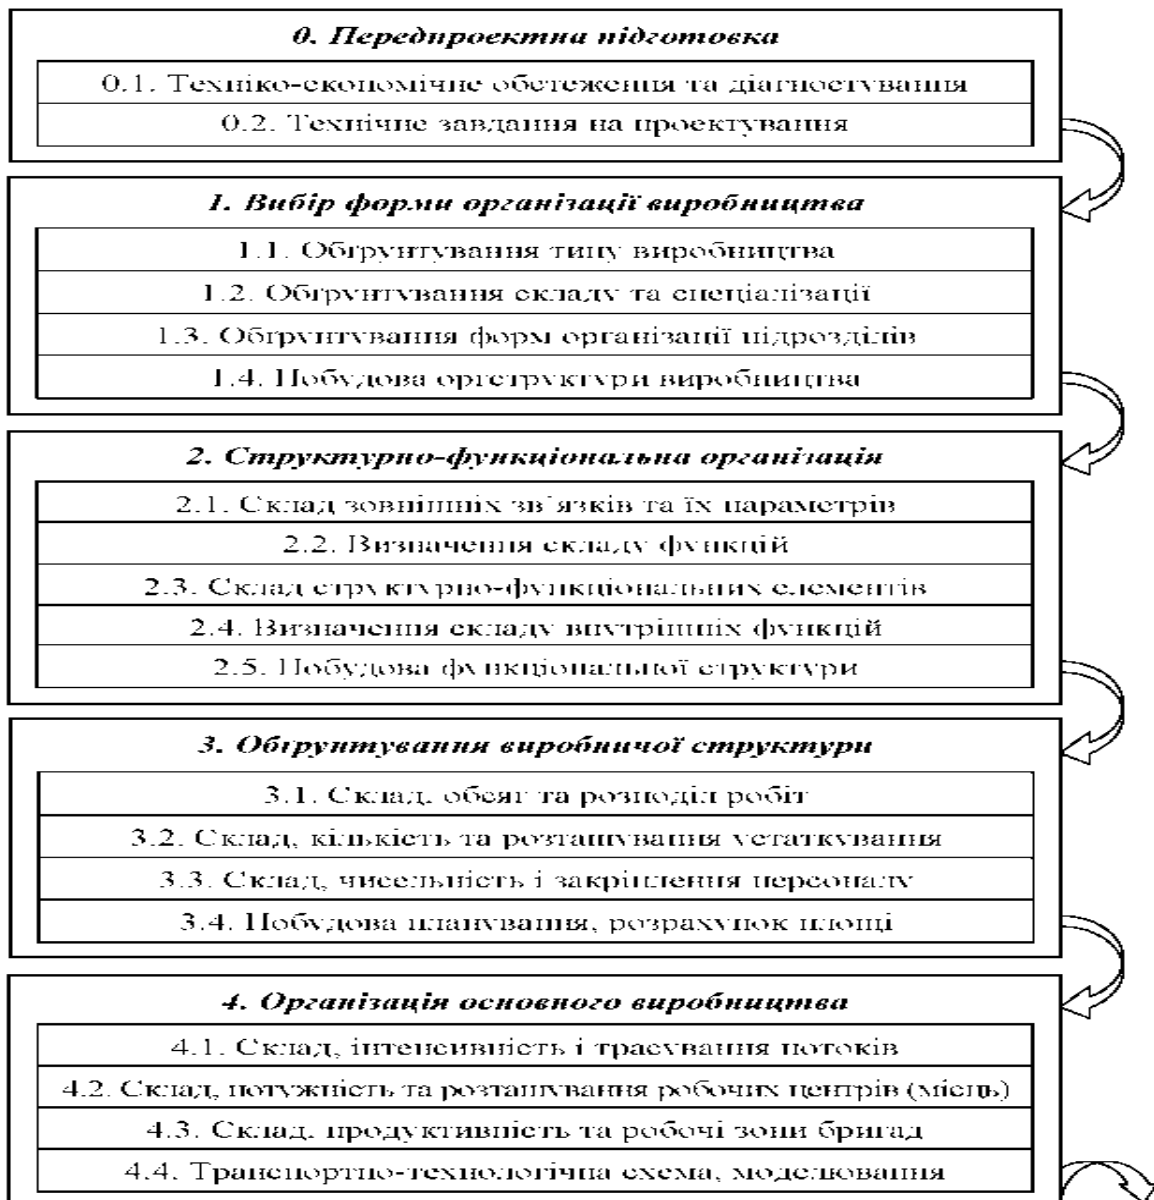 0. Передпроектна підготовка
0.1. Техніко-економічне обстеження та діагностування
0.2. Технічне завдання на проектування
1. Вибір форми організації виробництва
1.1. Обґрунтування типу виробництва
1.2. Обґрунтування складу та спеціалізації
1.3. Обґрунтування форм організації підрозділів
1.4. Побудова оргструктури виробництва
2. Структурно-функціональна організація
2.1. Склад зовнішніх зв'язків та їх параметрів
2.2. Визначення складу функцій
2.3. Склад структурно-функціональних елементів
2.4. Визначення складу внутрішніх функцій
2.5. Побудова функціональної структури
3. Обґрунтування виробничої структури
3.1. Склад, обсяг та розподіл робіт
3.2. Склад, кількість та розташування устаткування
3.3. Склад, чисельність і закріплення персоналу
3.4. Побудова планування, розрахунок площі
4. Організація основного виробництва
4.1. Склад, інтенсивність і трасування потоків
4.2. Склад, потужність та розташування робочих центрів (місць)
4.3. Склад, продуктивність та робочі зони бригад
4.4. Транспортно-технологічна схема, моделювання